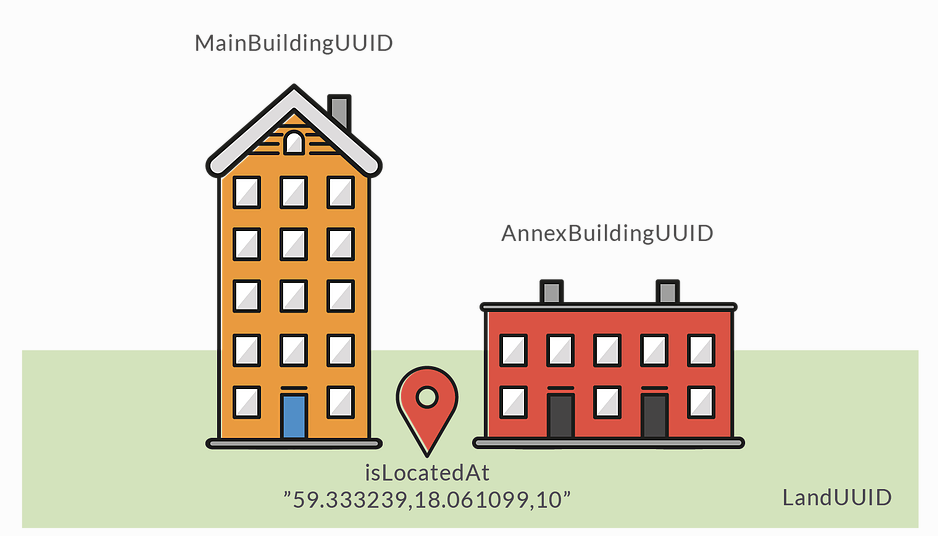 MainBuildingUUID
AnnexBuildingUUID
isLocatedAt
”59.333239,18.061099,10”
LandUUID